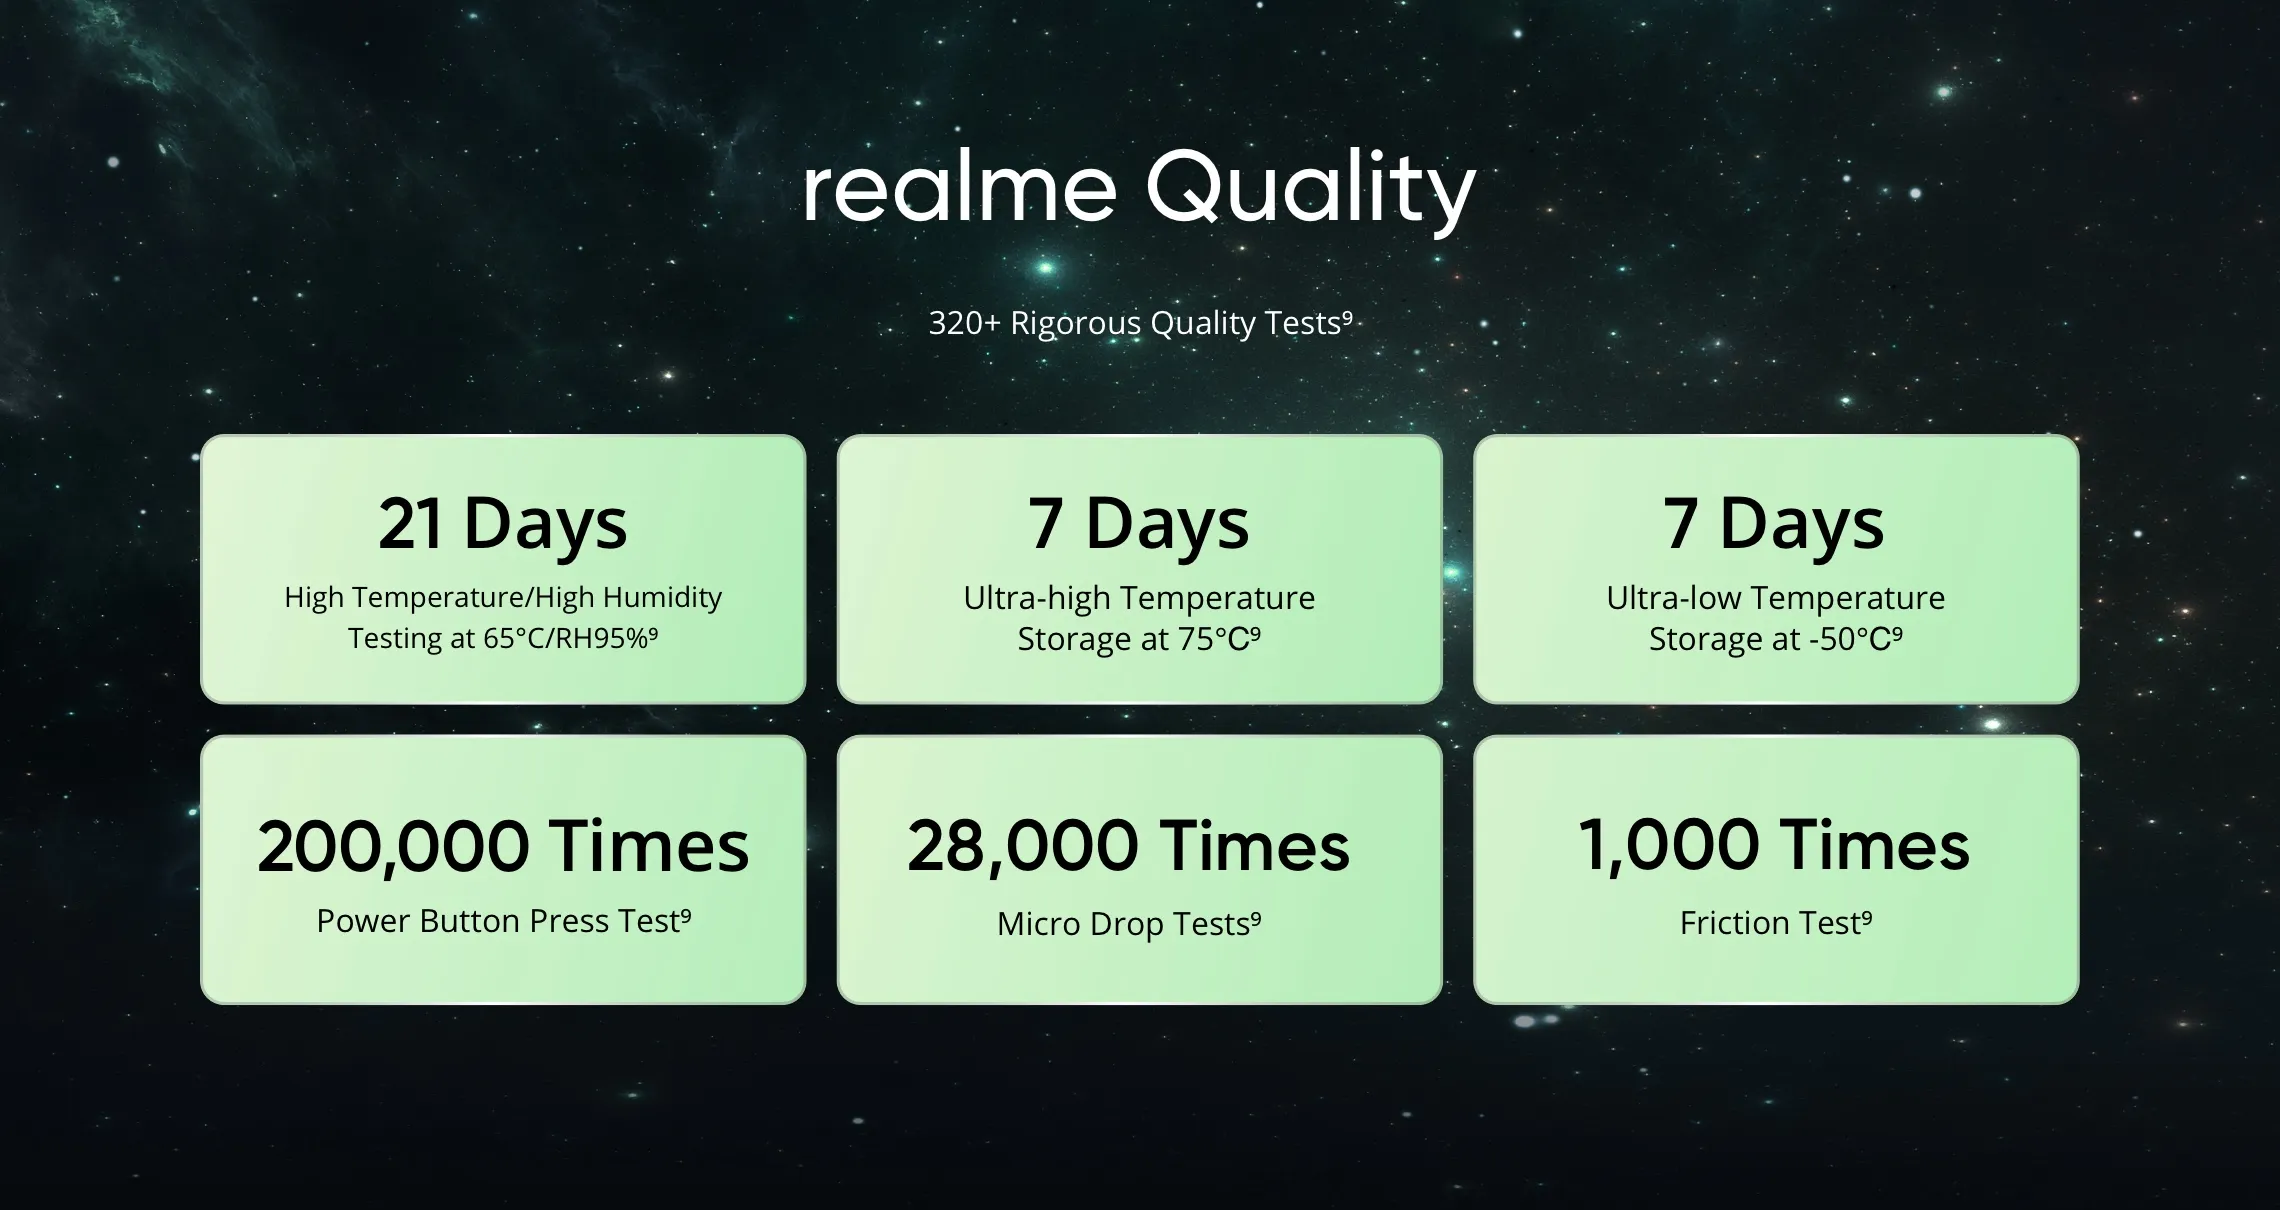 realme Quality
320+ Rigorous Quality Tests⁹
21 Days
High Temperature/High Humidity
Testing at 65°C/RH95%⁹
7 Days
Ultra-high Temperature
Storage at 75℃⁹
7 Days
Ultra-low Temperature
Storage at -50℃⁹
200,000 Times
Power Button Press Test⁹
28,000 Times
Micro Drop Tests⁹
1,000 Times
Friction Test⁹